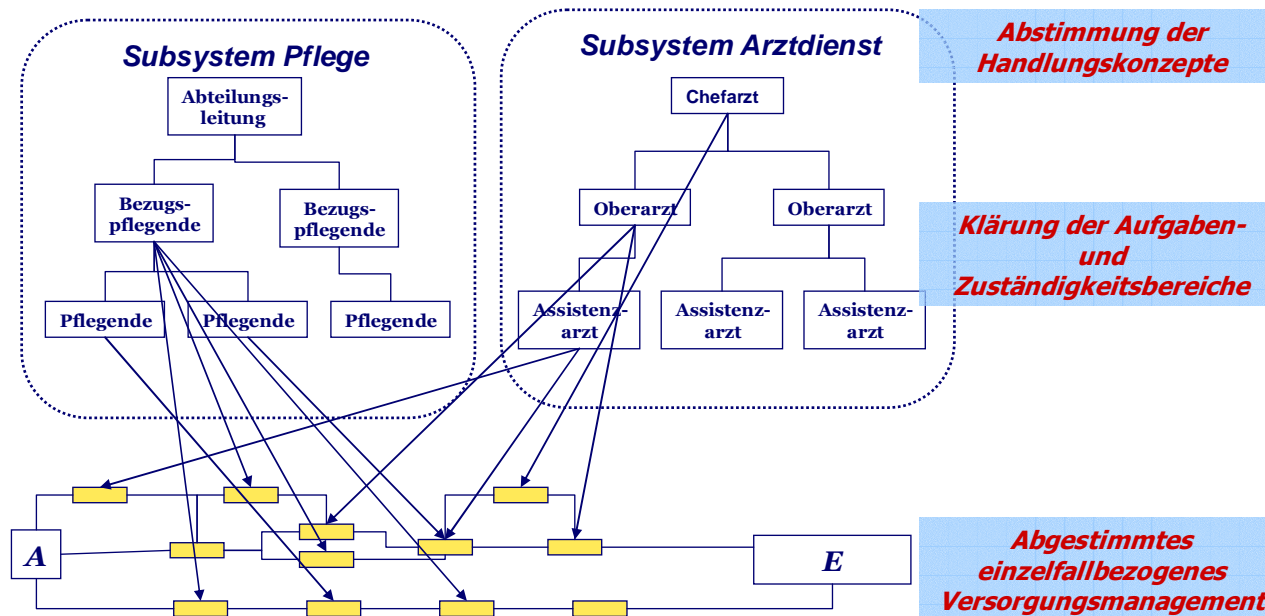 Subsystem Pflege
Abteilungs-
leitung
Bezugs-
pflegende
Bezugs-
pflegende
Pflegende
Pflegende
Pflegende
Subsystem Arztdienst
Chefarzt
Oberarzt
Oberarzt
Assistenz-
arzt
Assistenz-
arzt
Assistenz-
arzt
Abstimmung der
Handlungskonzepte
Klärung der Aufgaben-
und
Zuständigkeitsbereiche
A
E
Abgestimmtes
einzelfallbezogenes
Versorgungsmanagement